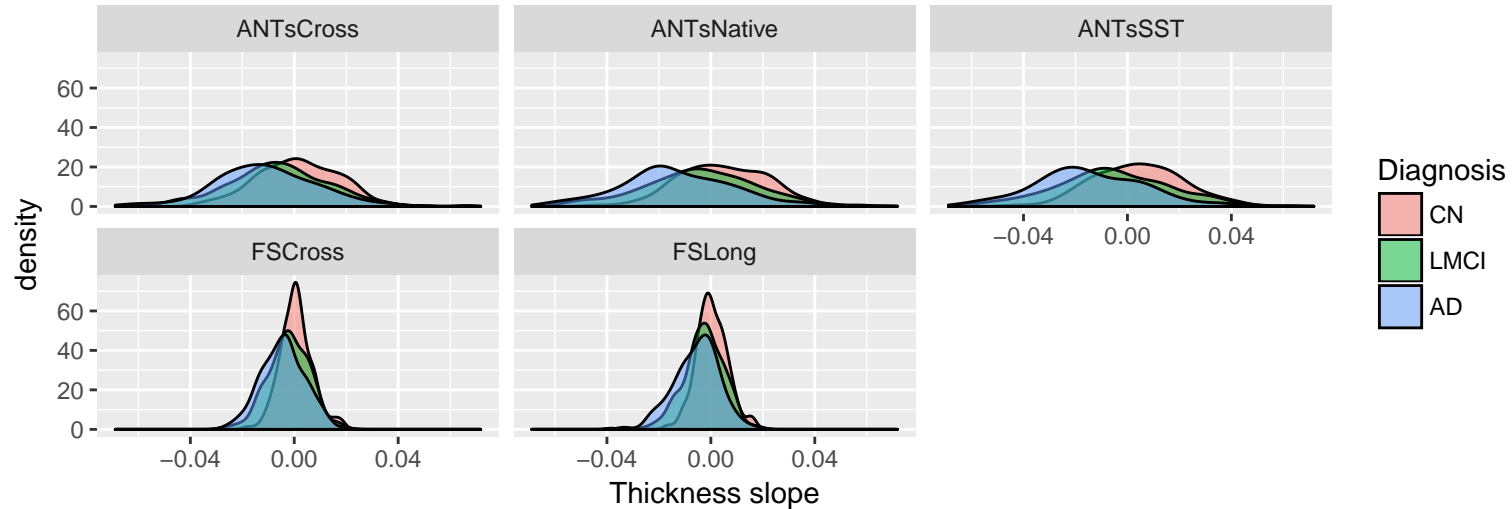 ANTsCross
ANTsNative
ANTsSST
60
40
20
0
−0.04 0.00 0.04
FSCross
FSLong
60
40
20
0
−0.04 0.00 0.04
−0.04 0.00 0.04
density
Thickness slope
Diagnosis
CN
LMCI
AD